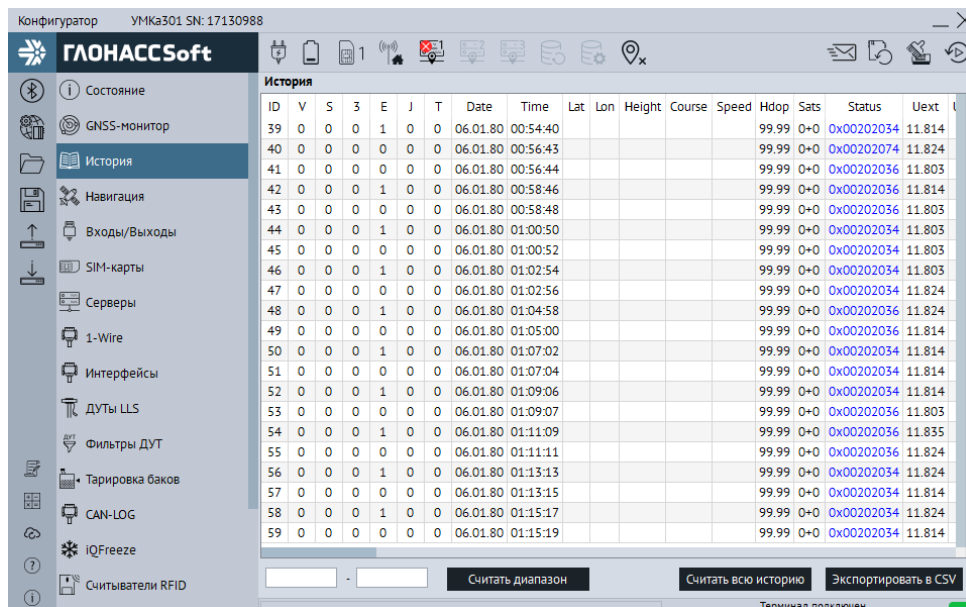 Конфигуратор УМКа301 SN: 17130988
ГЛОНАССSoft
1
Состояние
GNSS-монитор
История
Навигация
Входы/Выходы
SIM-карты
Серверы
1-Wire
Интерфейсы
ДУТы LLS
Фильтры ДУТ
Тарировка баков
CAN-LOG
iQFreeze
Считыватели RFID
История
ID V S 3 E J T Date Time Lat Lon Height Course Speed Hdop Sats Status Uext
39 0 0 0 1 0 0 06.01.80 00:54:40 99.99 0+0 0x00202034 11.814
40 0 0 0 0 0 0 06.01.80 00:56:43 99.99 0+0 0x00202074 11.824
41 0 0 0 0 0 0 06.01.80 00:56:44 99.99 0+0 0x00202036 11.803
42 0 0 0 1 0 0 06.01.80 00:58:46 99.99 0+0 0x00202036 11.814
43 0 0 0 0 0 0 06.01.80 00:58:48 99.99 0+0 0x00202036 11.803
44 0 0 0 1 0 0 06.01.80 01:00:50 99.99 0+0 0x00202034 11.803
45 0 0 0 0 0 0 06.01.80 01:00:52 99.99 0+0 0x00202034 11.803
46 0 0 0 1 0 0 06.01.80 01:02:54 99.99 0+0 0x00202034 11.803
47 0 0 0 0 0 0 06.01.80 01:02:56 99.99 0+0 0x00202034 11.824
48 0 0 0 1 0 0 06.01.80 01:04:58 99.99 0+0 0x00202036 11.824
49 0 0 0 0 0 0 06.01.80 01:05:00 99.99 0+0 0x00202036 11.814
50 0 0 0 1 0 0 06.01.80 01:07:02 99.99 0+0 0x00202034 11.814
51 0 0 0 0 0 0 06.01.80 01:07:04 99.99 0+0 0x00202034 11.814
52 0 0 0 1 0 0 06.01.80 01:09:06 99.99 0+0 0x00202034 11.824
53 0 0 0 0 0 0 06.01.80 01:09:07 99.99 0+0 0x00202036 11.803
54 0 0 0 1 0 0 06.01.80 01:11:09 99.99 0+0 0x00202036 11.835
55 0 0 0 0 0 0 06.01.80 01:11:11 99.99 0+0 0x00202036 11.824
56 0 0 0 1 0 0 06.01.80 01:13:13 99.99 0+0 0x00202034 11.824
57 0 0 0 0 0 0 06.01.80 01:13:15 99.99 0+0 0x00202034 11.814
58 0 0 0 1 0 0 06.01.80 01:15:17 99.99 0+0 0x00202034 11.824
59 0 0 0 0 0 0 06.01.80 01:15:19 99.99 0+0 0x00202034 11.814
- Считать диапазон Считать всю историю Экспортировать в CSV
Терминал подключен